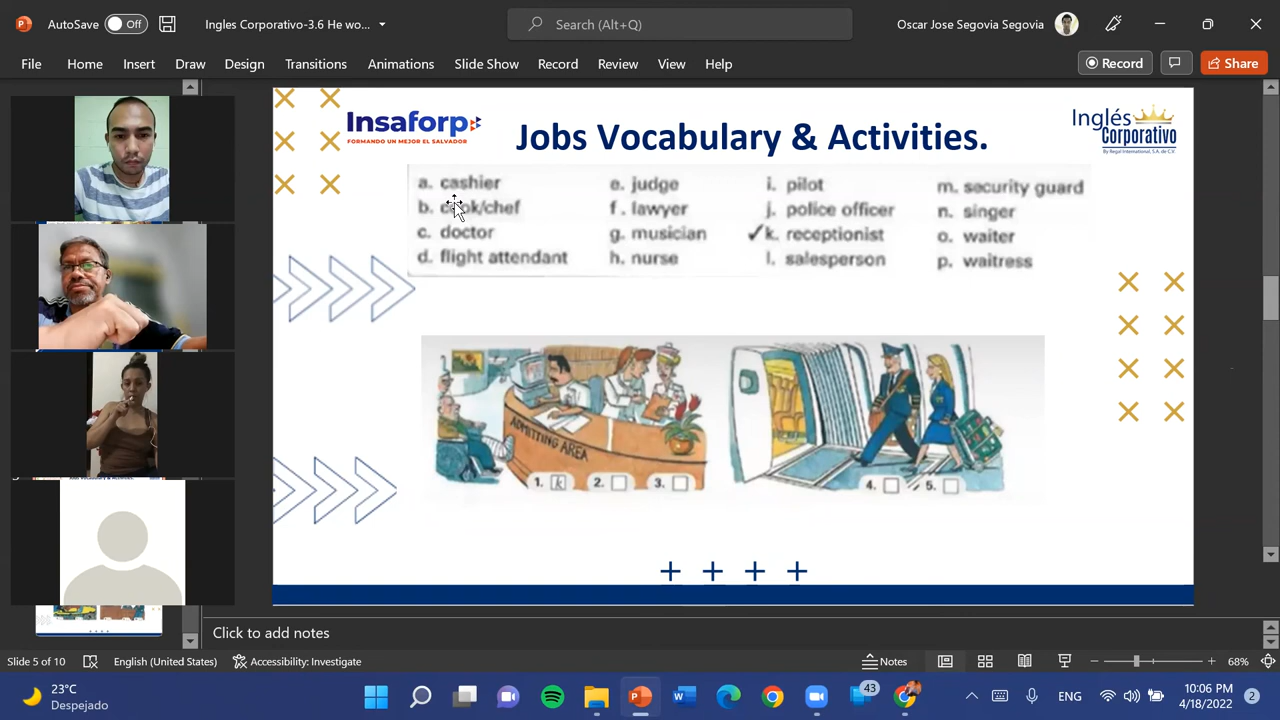 AutoSave Off Ingles Corporativo-3.6 He wo... Search (Alt+Q) Oscar Jose Segovia Segovia
File Home Insert Draw Design Transitions Animations Slide Show Record Review View Help Record Share
Insaforp
FORMANDO UN MEJOR EL SALVADOR
Jobs Vocabulary & Activities.
Inglés
Corporativo
By Regal International, S.A. de C.V.
a. cashier e. judge i. pilot m. security guard
b. cook/chef f. lawyer j. police officer n. singer
c. doctor g. musician ✓k. receptionist o. waiter
d. flight attendant h. nurse l. salesperson p. waitress
ADMITTING AREA
1. k 2. 3. 4. 5.
Click to add notes
Slide 5 of 10 English (United States) Accessibility: Investigate Notes 68%
23°C
Despejado
43
ENG
10:06 PM
4/18/2022
2